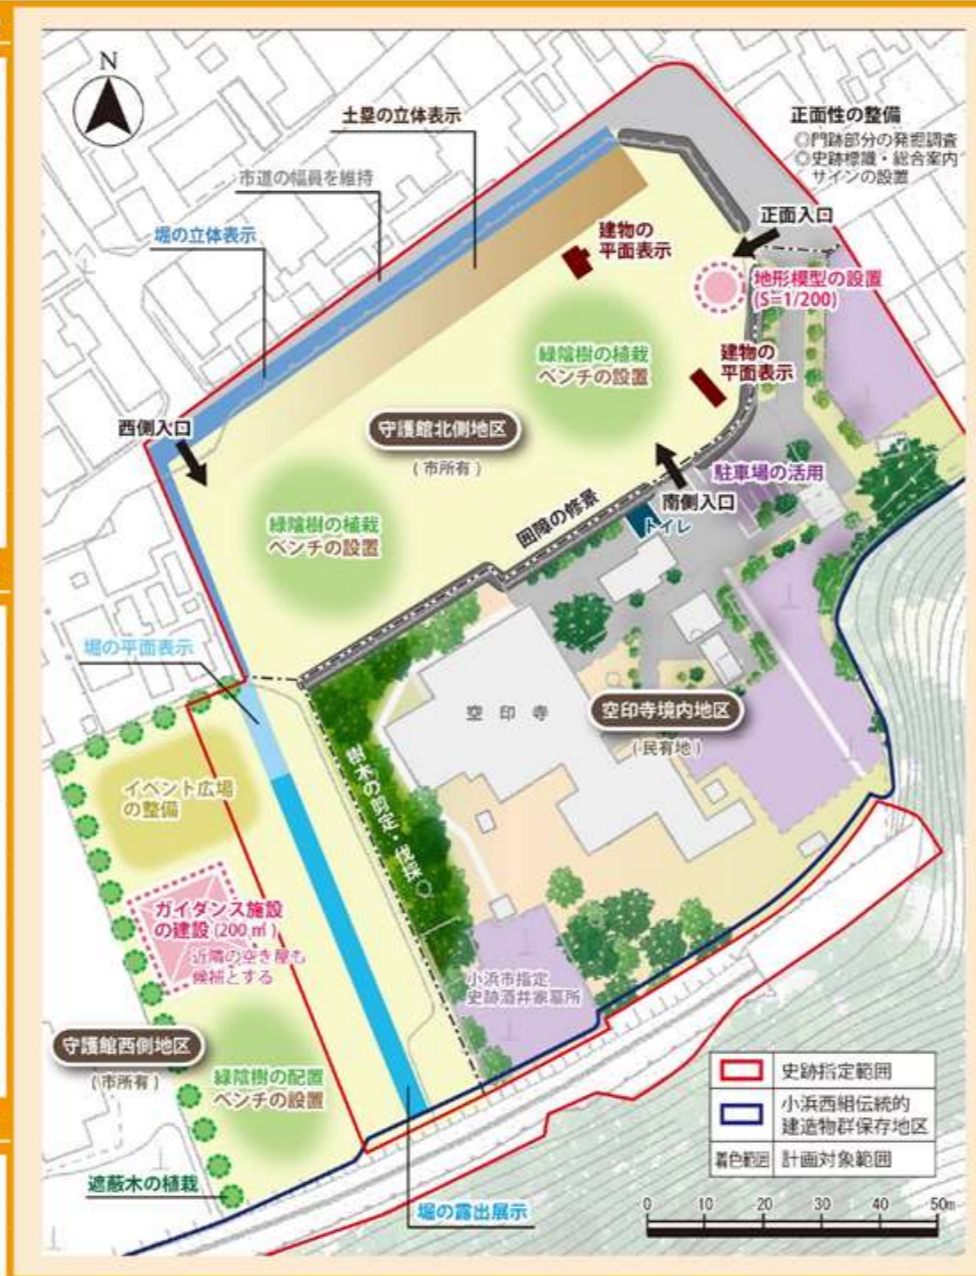 N
土塁の立体表示
市道の幅員を維持
堀の立体表示
正面性の整備
◎門跡部分の発掘調査
◎史跡標識・総合案内
サインの設置
正面入口
建物の
平面表示
地形模型の設置
(S=1/200)
緑陰樹の植栽
ベンチの設置
建物の
平面表示
西側入口
守護館北側地区
(市所有)
駐車場の活用
南側入口
トイレ
囲障の修景
緑陰樹の植栽
ベンチの設置
堀の平面表示
空印寺
空印寺境内地区
(民有地)
樹木の剪定・伐採
イベント広場
の整備
ガイダンス施設
の建設(200㎡)
近隣の空き屋も
候補とする
小浜市指定
史跡酒井家墓所
守護館西側地区
(市所有)
緑陰樹の配置
ベンチの設置
遮蔽木の植栽
堀の露出展示
史跡指定範囲
小浜西組伝統的
建造物群保存地区
着色範囲 計画対象範囲
0 10 20 30 40 50m